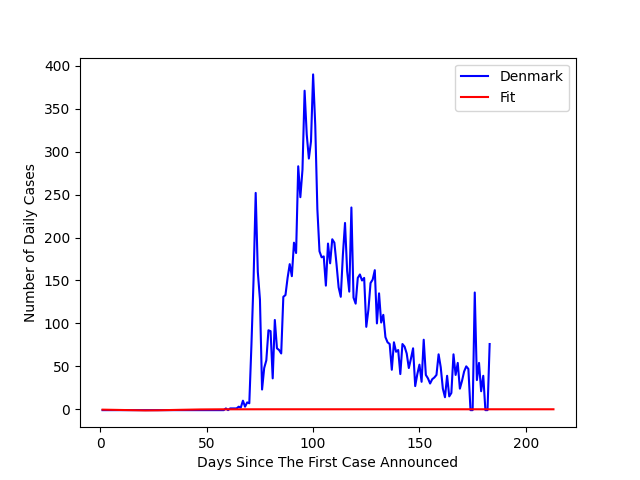 Denmark
Fit
Number of Daily Cases
400
350
300
250
200
150
100
50
0
0 50 100 150 200
Days Since The First Case Announced